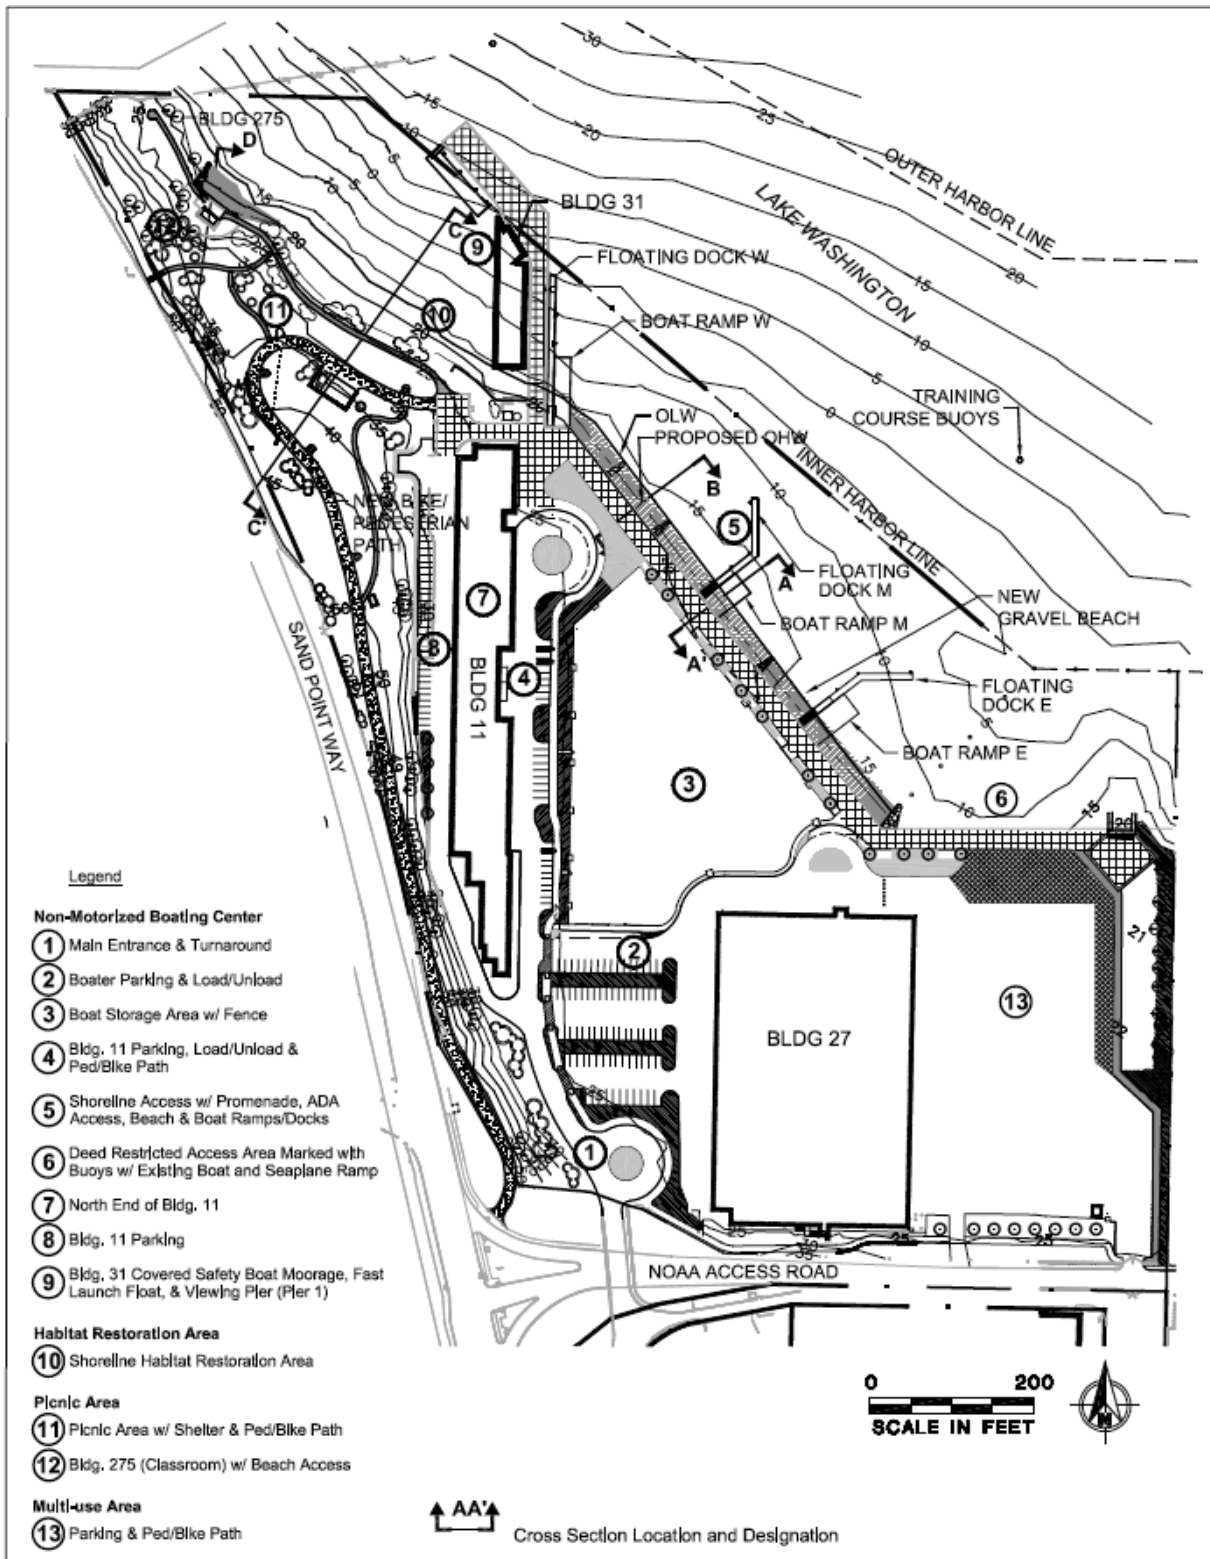 30
25
20
15
10
5
0
OUTER HARBOR LINE
LAKE WASHINGTON
BLDG 275
D
C
9
BLDG 31
FLOATING DOCK W
BOAT RAMP W
12
11
10
OLW
PROPOSED OHW
TRAINING
COURSE BUOYS
INNER HARBOR LINE
B
5
A
FLOATING
DOCK M
NEW
GRAVEL BEACH
BOAT RAMP M
A'
C'
NEW BIKE/
PEDESTRIAN
PATH
7
8
BLDG 11
4
FLOATING
DOCK E
BOAT RAMP E
SAND POINT WAY
3
6
2
BLDG 27
13
1
NOAA ACCESS ROAD
0 200
SCALE IN FEET
N
Legend
Non-Motorized Boating Center
1 Main Entrance & Turnaround
2 Boater Parking & Load/Unload
3 Boat Storage Area w/ Fence
4 Bldg. 11 Parking, Load/Unload &
Ped/Bike Path
5 Shoreline Access w/ Promenade, ADA
Access, Beach & Boat Ramps/Docks
6 Deed Restricted Access Area Marked with
Buoys w/ Existing Boat and Seaplane Ramp
7 North End of Bldg. 11
8 Bldg. 11 Parking
9 Bldg. 31 Covered Safety Boat Moorage, Fast
Launch Float, & Viewing Pier (Pier 1)
Habitat Restoration Area
10 Shoreline Habitat Restoration Area
Picnic Area
11 Picnic Area w/ Shelter & Ped/Bike Path
12 Bldg. 275 (Classroom) w/ Beach Access
Multi-use Area
13 Parking & Ped/Bike Path
AA'
Cross Section Location and Designation